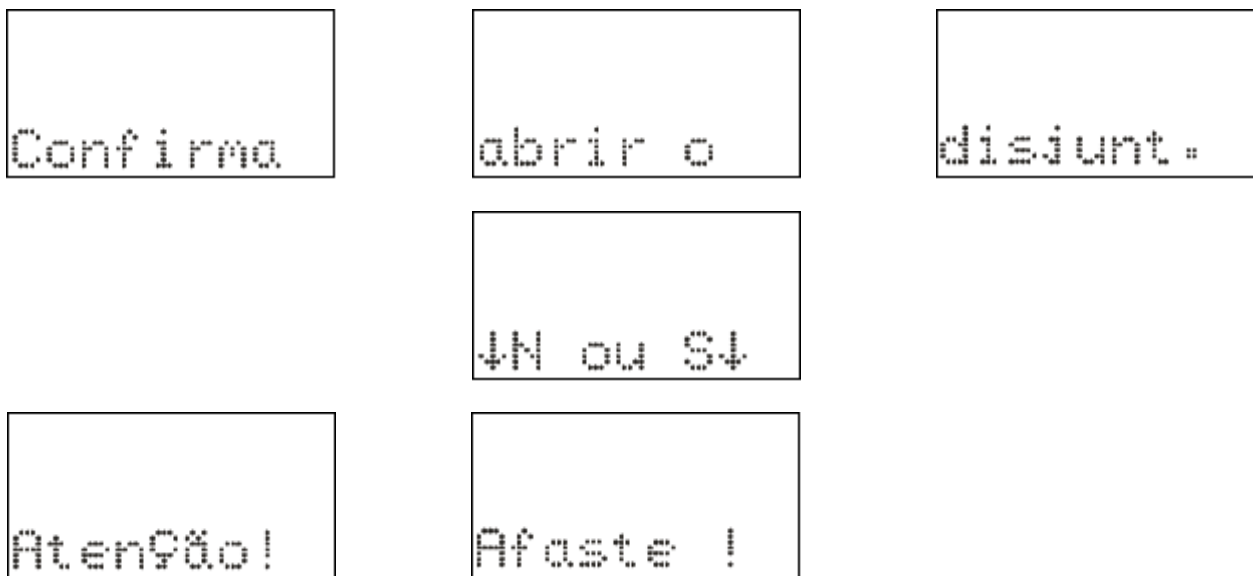 Confirma
abrir o
disjunt.
↓N ou S↓
Atenção!
Afaste !